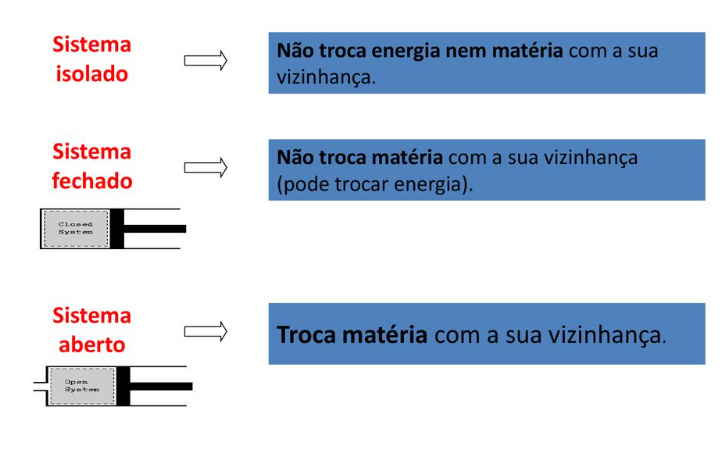 Sistema
isolado
Não troca energia nem matéria com a sua
vizinhança.
Sistema
fechado
Não troca matéria com a sua vizinhança
(pode trocar energia).
Closed
System
Sistema
aberto
Troca matéria com a sua vizinhança.
Open
System